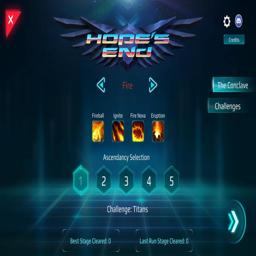 HOPE'S
END
Credits
Fire
The Conclave
Challenges
Fireball Ignite Fire Nova Eruption
Ascendancy Selection
1 2 3 4 5
Challenge: Titans
Best Stage Cleared: 0
Last Run Stage Cleared: 0